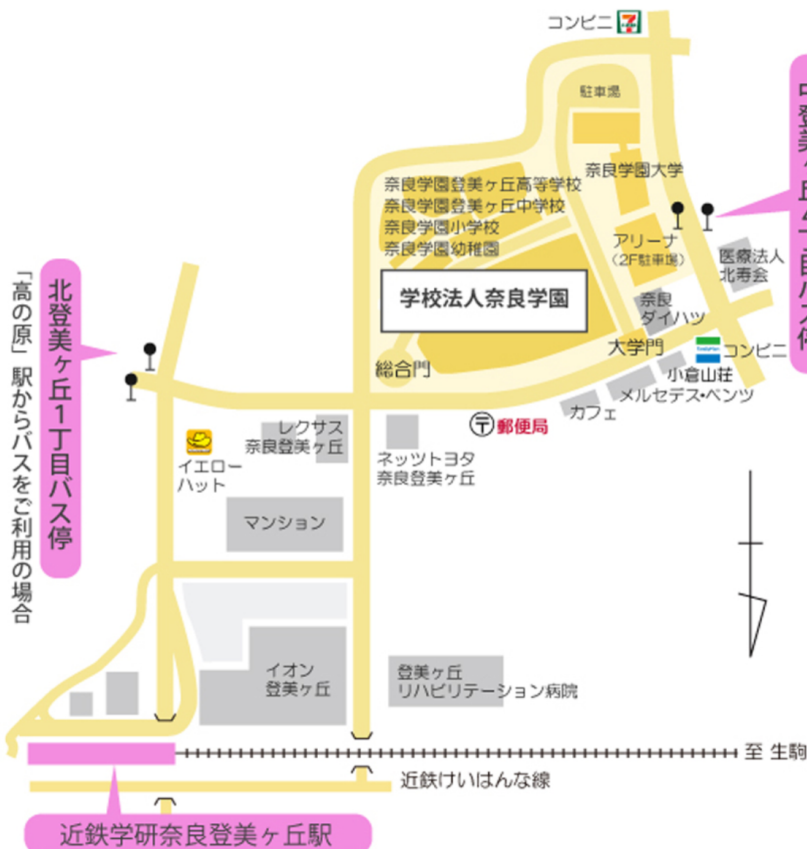 コンビニ
駐車場
奈良学園大学
奈良学園登美ヶ丘高等学校
奈良学園登美ヶ丘中学校
奈良学園小学校
奈良学園幼稚園
アリーナ
(2F駐車場)
医療法人
北寿会
中登美ヶ丘4丁目バス停
学校法人奈良学園
奈良
ダイハツ
大学門
コンビニ
小倉山荘
メルセデス・ベンツ
カフェ
総合門
〒郵便局
北登美ヶ丘1丁目バス停
「高の原」駅からバスをご利用の場合
レクサス
奈良登美ヶ丘
ネッツトヨタ
奈良登美ヶ丘
イエロー
ハット
マンション
イオン
登美ヶ丘
登美ヶ丘
リハビリテーション病院
至 生駒
近鉄けいはんな線
近鉄学研奈良登美ヶ丘駅